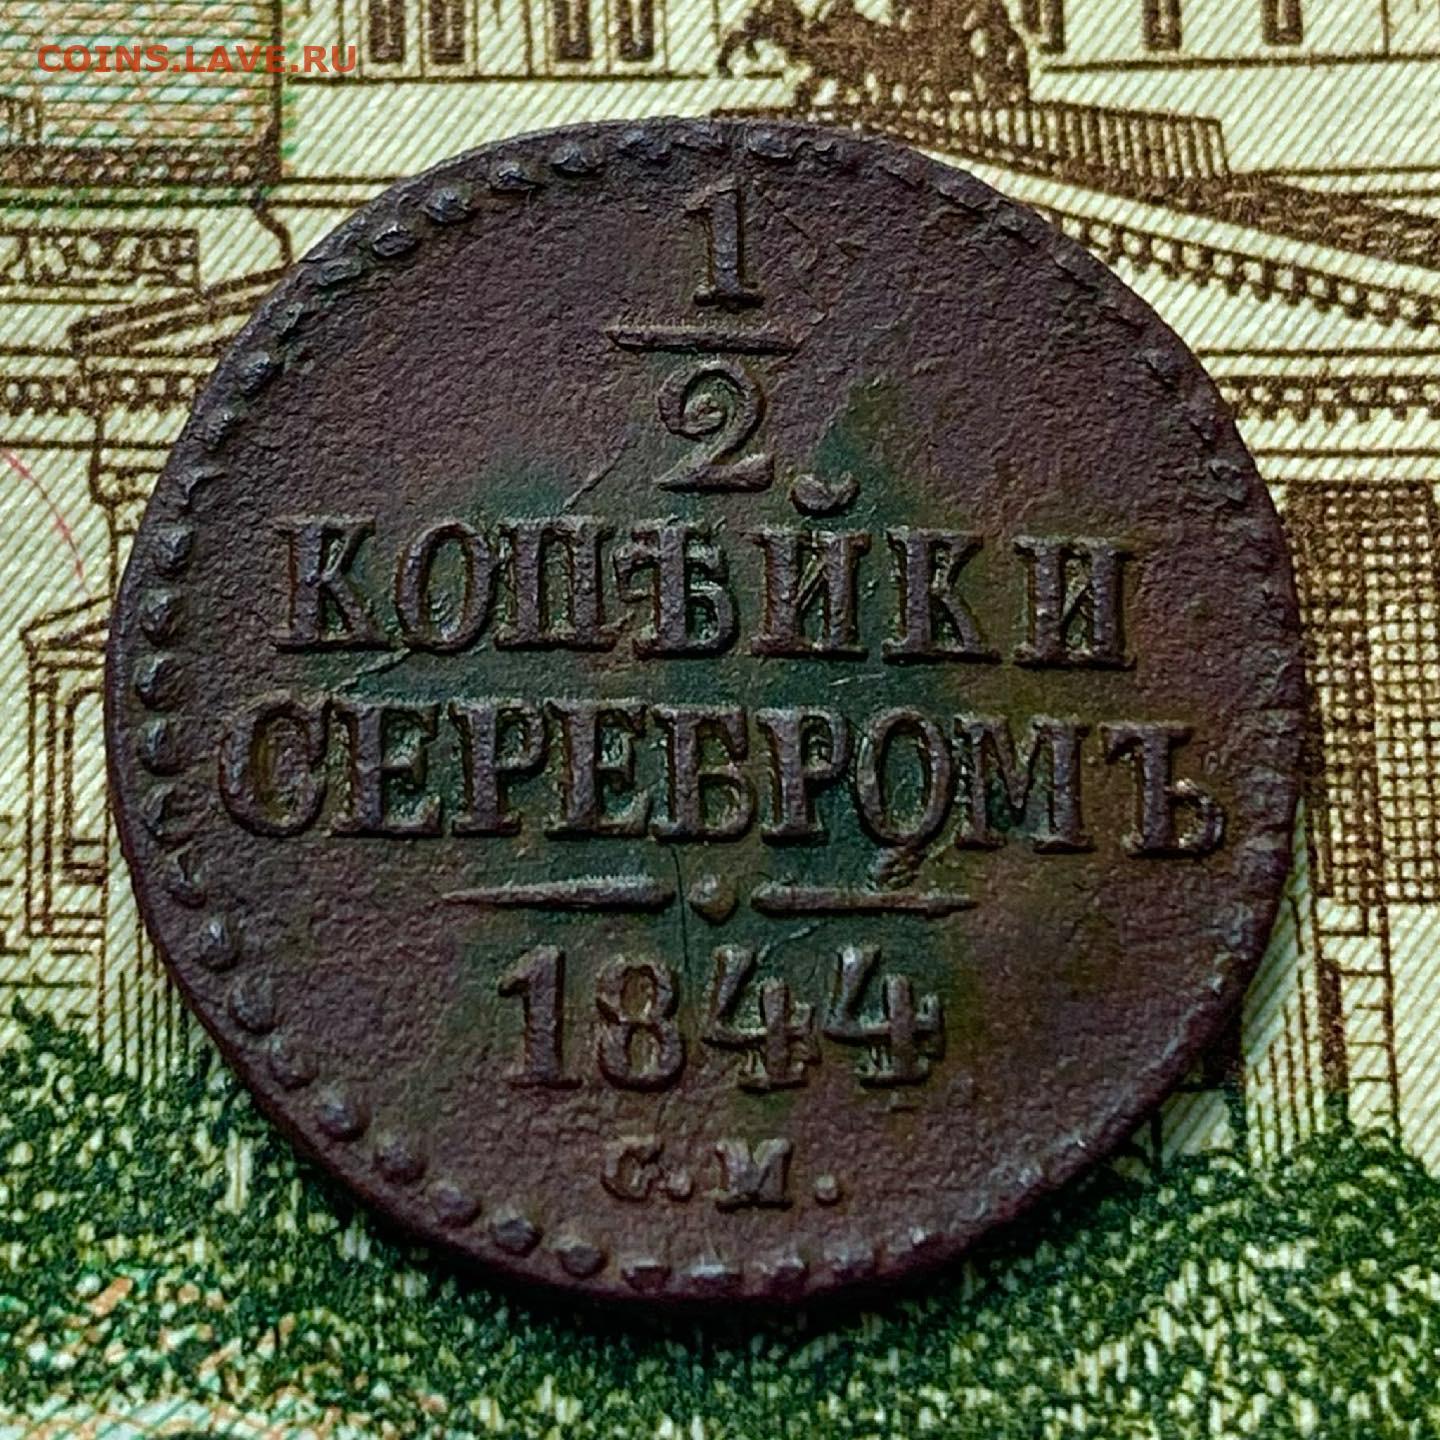 COINS.LAVE.RU
1
2
КОПѢЙКИ
СЕРЕБРОМЪ
1844
С.М.